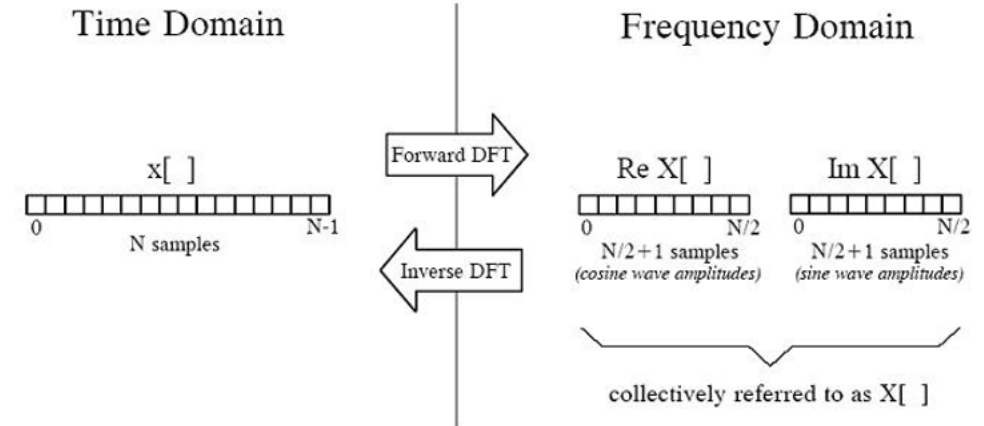 Time Domain
Frequency Domain
Forward DFT
x[ ]
Re X[ ]
Im X[ ]
0
N-1
N samples
0
N/2
0
N/2
N/2+1 samples
N/2+1 samples
(cosine wave amplitudes)
(sine wave amplitudes)
Inverse DFT
collectively referred to as X[ ]